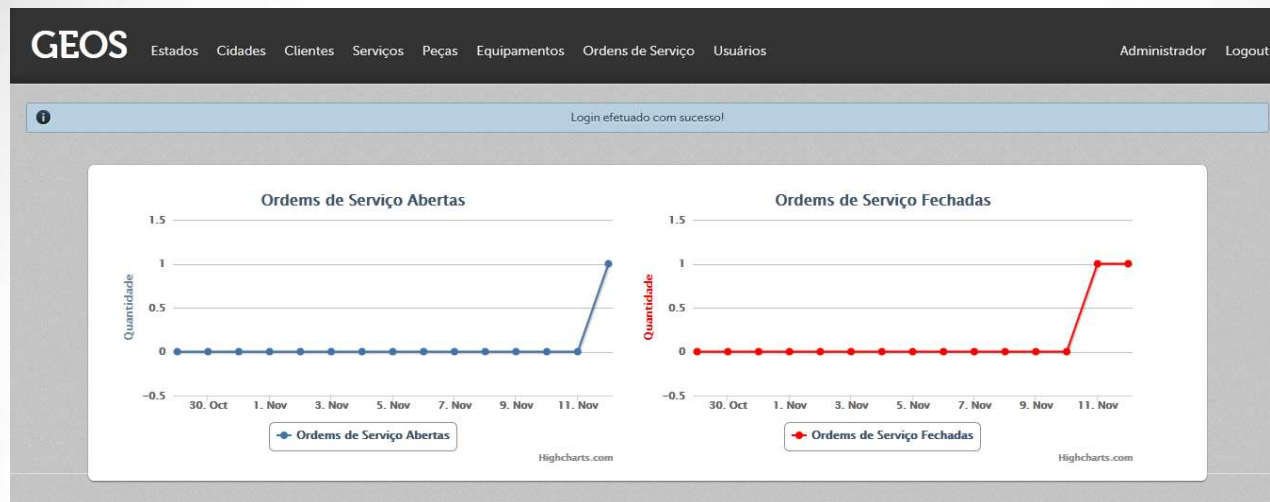 GEOS Estados Cidades Clientes Serviços Peças Equipamentos Ordens de Serviço Usuários Administrador Logout
Login efetuado com sucesso!
Ordems de Serviço Abertas
1.5
1
0.5
0
-0.5
Quantidade
30. Oct 1. Nov 3. Nov 5. Nov 7. Nov 9. Nov 11. Nov
Ordems de Serviço Abertas
Highcharts.com
Ordems de Serviço Fechadas
1.5
1
0.5
0
-0.5
Quantidade
30. Oct 1. Nov 3. Nov 5. Nov 7. Nov 9. Nov 11. Nov
Ordems de Serviço Fechadas
Highcharts.com